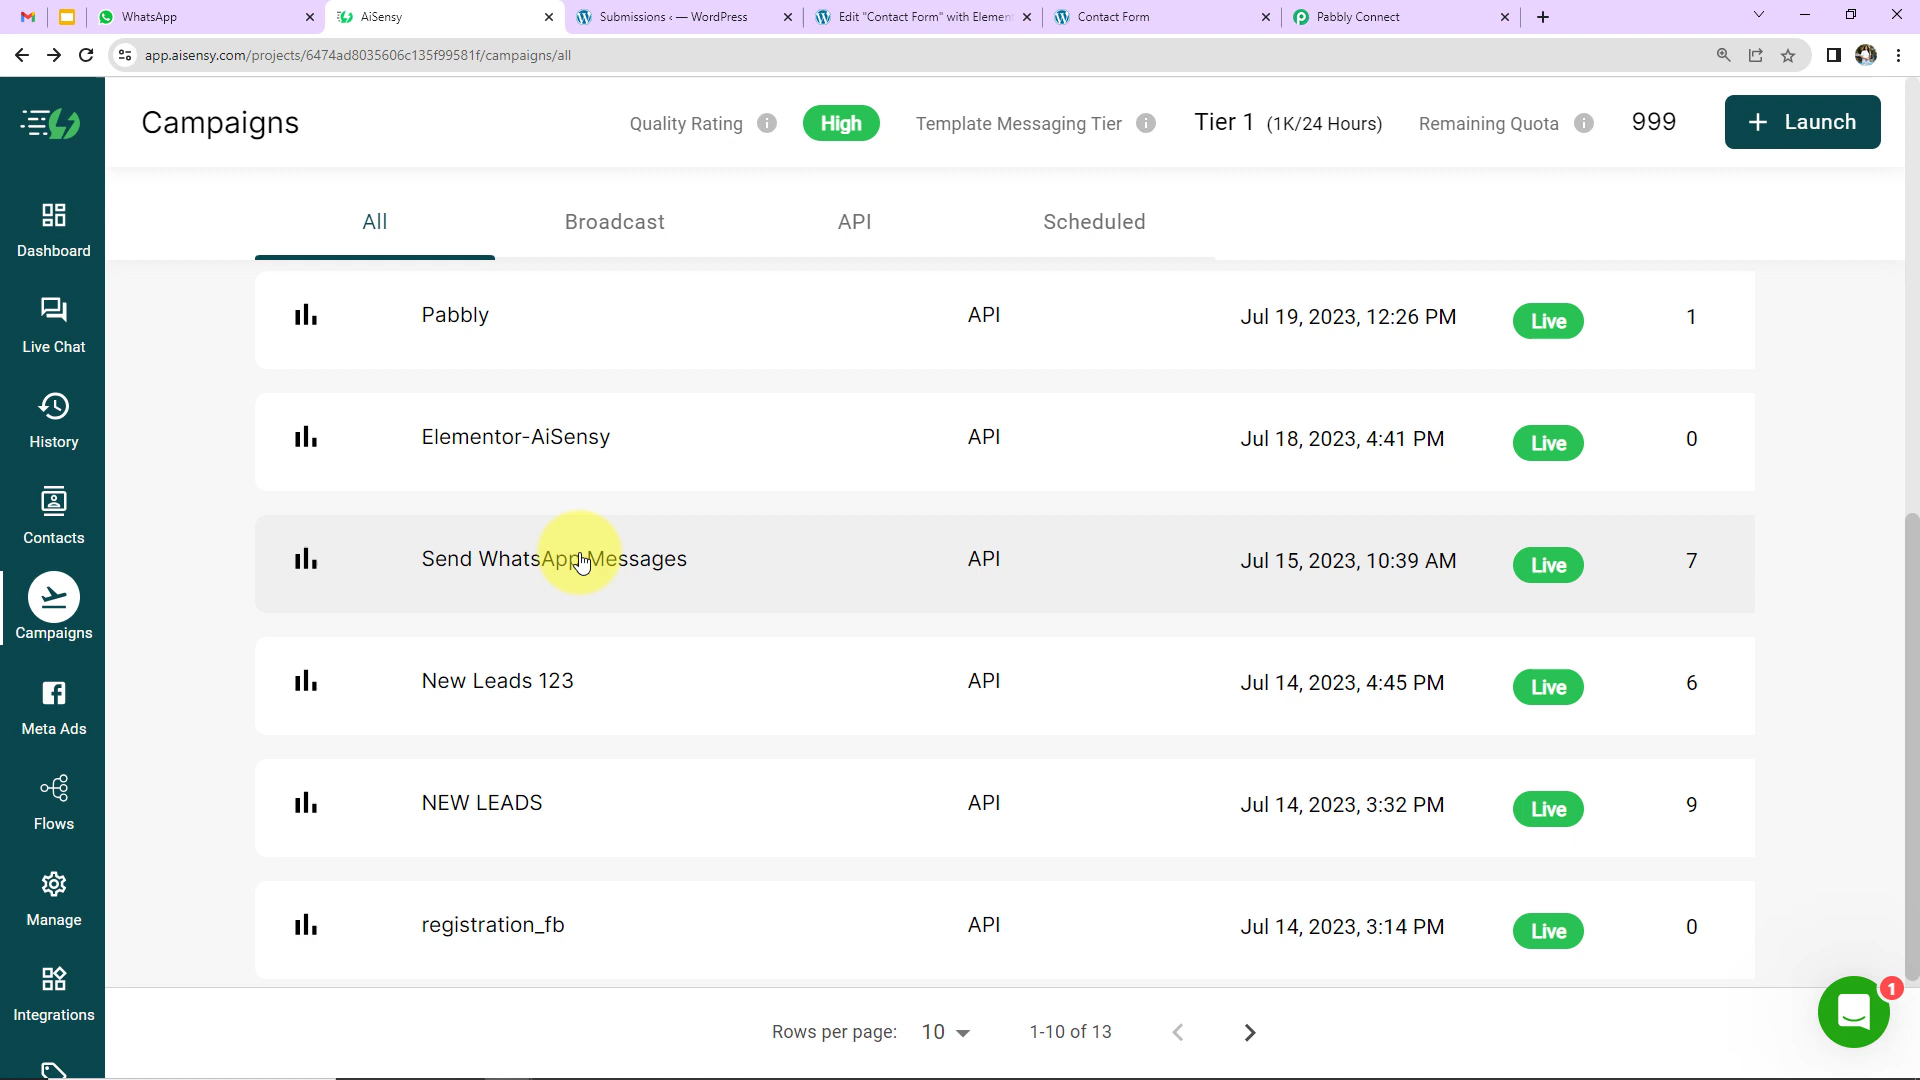 WhatsApp
AiSensy
Submissions ‹ — WordPress
Edit "Contact Form" with Elemen
Contact Form
Pabbly Connect
app.aisensy.com/projects/6474ad8035606c135f99581f/campaigns/all
Campaigns
Quality Rating
High
Template Messaging Tier
Tier 1 (1K/24 Hours)
Remaining Quota
999
+ Launch
All
Broadcast
API
Scheduled
Dashboard
Live Chat
History
Contacts
Campaigns
Meta Ads
Flows
Manage
Integrations
Pabbly API Jul 19, 2023, 12:26 PM Live 1
Elementor-AiSensy API Jul 18, 2023, 4:41 PM Live 0
Send WhatsApp Messages API Jul 15, 2023, 10:39 AM Live 7
New Leads 123 API Jul 14, 2023, 4:45 PM Live 6
NEW LEADS API Jul 14, 2023, 3:32 PM Live 9
registration_fb API Jul 14, 2023, 3:14 PM Live 0
Rows per page: 10 1-10 of 13
1